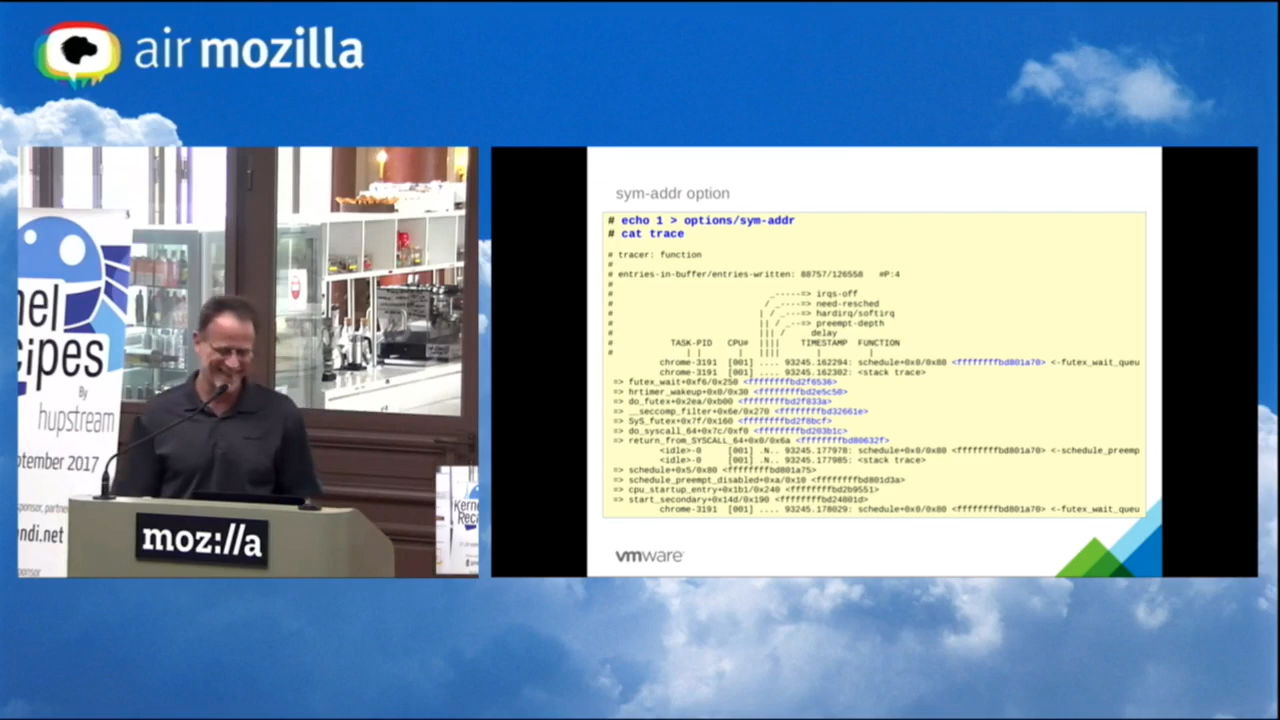 air mozilla
nel
cipes
By
hupstream
ptember 2017
ndi.net
Kern
Rec
moz://a
sym-addr option
# echo 1 > options/sym-addr
# cat trace
# tracer: function
#
# entries-in-buffer/entries-written: 88757/126558 #P:4
#
# _-----=> irqs-off
# / _----=> need-resched
# | / _---=> hardirq/softirq
# || / _--=> preempt-depth
# ||| / delay
# TASK-PID CPU# |||| TIMESTAMP FUNCTION
# | | | |||| | |
chrome-3191 [001] .... 93245.162294: schedule+0x0/0x80 <ffffffffbd801a70> <-futex_wait_queu
chrome-3191 [001] .... 93245.162302: <stack trace>
=> futex_wait+0xf6/0x250 <ffffffffbd2f6536>
=> hrtimer_wakeup+0x0/0x30 <ffffffffbd2e5c50>
=> do_futex+0x2ea/0xb00 <ffffffffbd2f833a>
=> __seccomp_filter+0x6e/0x270 <ffffffffbd32661e>
=> SyS_futex+0x7f/0x160 <ffffffffbd2f8bcf>
=> do_syscall_64+0x7c/0xf0 <ffffffffbd203b1c>
=> return_from_SYSCALL_64+0x0/0x6a <ffffffffbd80632f>
<idle>-0 [001] .N.. 93245.177978: schedule+0x0/0x80 <ffffffffbd801a70> <-schedule_preemp
<idle>-0 [001] .N.. 93245.177985: <stack trace>
=> schedule+0x5/0x80 <ffffffffbd801a75>
=> schedule_preempt_disabled+0xa/0x10 <ffffffffbd801d3a>
=> cpu_startup_entry+0x1b1/0x240 <ffffffffbd2b9551>
=> start_secondary+0x14d/0x190 <ffffffffbd24801d>
chrome-3191 [001] .... 93245.178029: schedule+0x0/0x80 <ffffffffbd801a70> <-futex_wait_queu
vmware